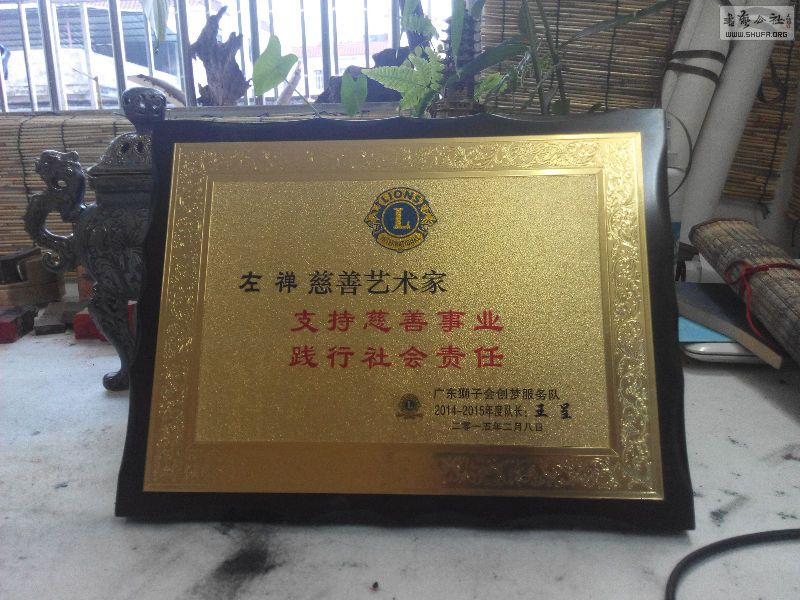 书艺公社
WWW.SHUFA.ORG
LIONS
L
INTERNATIONAL
左禅 慈善艺术家
支持慈善事业
践行社会责任
广东狮子会创梦服务队
2014-2015年度队长：王呈
二零一五年二月八日